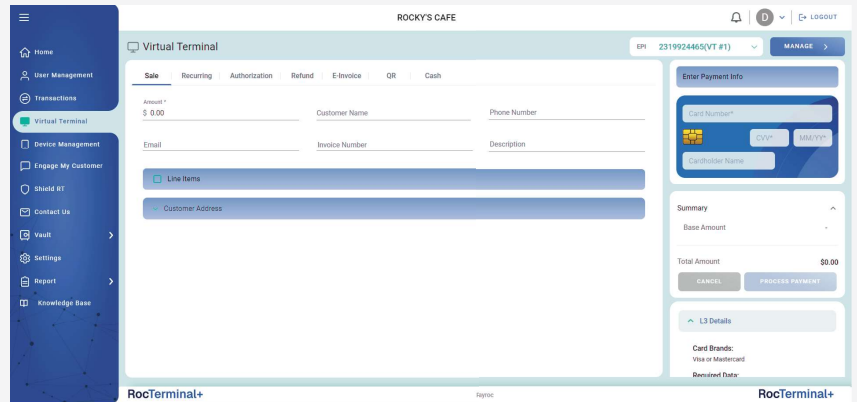 ROCKY'S CAFE
D
LOGOUT
Home
User Management
Transactions
Virtual Terminal
Device Management
Engage My Customer
Shield RT
Contact Us
Vault
Settings
Report
Knowledge Base
Virtual Terminal
EPI 2319924465(VT #1)
MANAGE
Sale Recurring Authorization Refund E-Invoice QR Cash
Amount *
$ 0.00 Customer Name Phone Number
Email Invoice Number Description
Line Items
Customer Address
Enter Payment Info
Card Number*
CVV* MM/YY*
Cardholder Name
Summary
Base Amount -
Total Amount $0.00
CANCEL PROCESS PAYMENT
L3 Details
Card Brands:
Visa or Mastercard
Required Data:
RocTerminal+ fayroc RocTerminal+